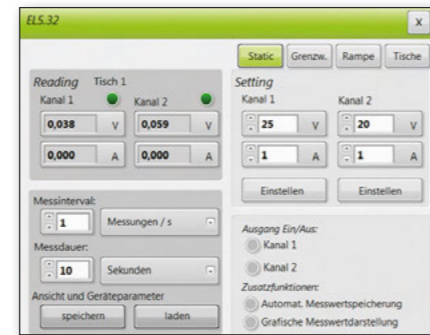 ELS.32
x
Static Grenzw. Rampe Tische
Reading Tisch 1
Kanal 1 Kanal 2
0,038 V 0,059 V
0,000 A 0,000 A
Setting
Kanal 1 Kanal 2
25 V 20 V
1 A 1 A
Einstellen Einstellen
Messinterval:
1 Messungen / s
Messdauer:
10 Sekunden
Ansicht und Geräteparameter
speichern laden
Ausgang Ein/Aus:
Kanal 1
Kanal 2
Zusatzfunktionen:
Automat. Messwertspeicherung
Grafische Messwertdarstellung